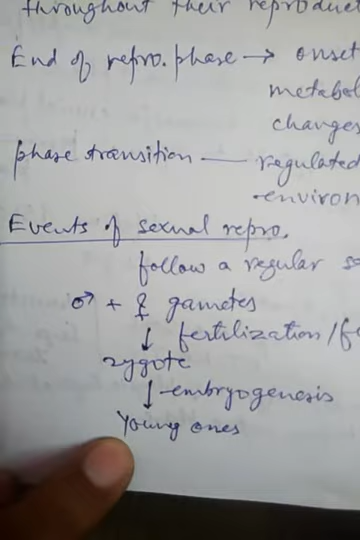 throughout their
End of repro. phase → onset
metabol
changes
phase transition — regulated
environ
Events of sexual repro.
follow a regular
♂ + ♀ gametes
↓ fertilization/
zygote
↓ embryogenesis
Young ones